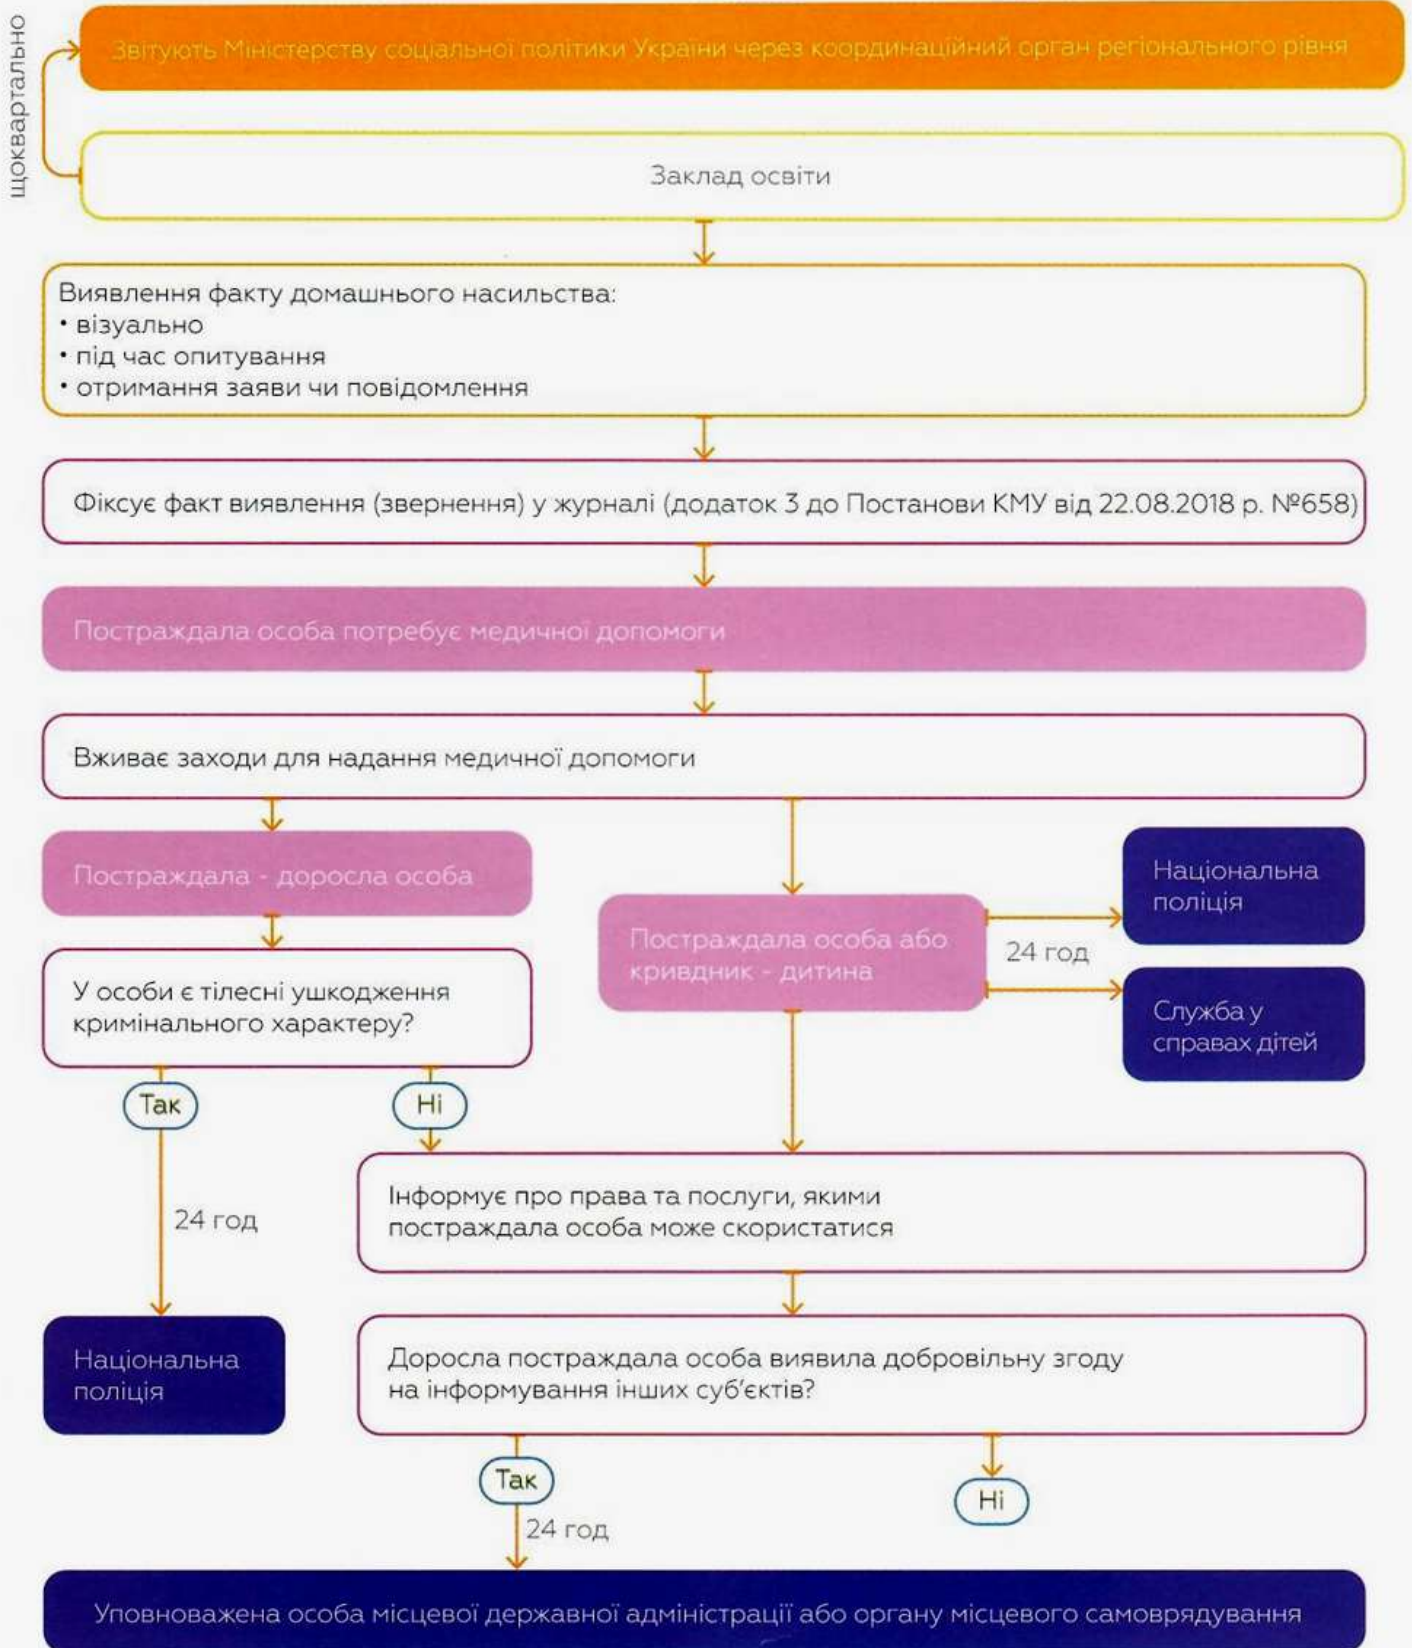 щоквартально
Звітують Міністерству соціальної політики України через координаційний орган регіонального рівня
Заклад освіти
Виявлення факту домашнього насильства:
• візуально
• під час опитування
• отримання заяви чи повідомлення
Фіксує факт виявлення (звернення) у журналі (додаток 3 до Постанови КМУ від 22.08.2018 р. №658)
Постраждала особа потребує медичної допомоги
Вживає заходи для надання медичної допомоги
Постраждала - доросла особа
У особи є тілесні ушкодження
кримінального характеру?
Так
Ні
24 год
Національна
поліція
Постраждала особа або
кривдник - дитина
24 год
Національна
поліція
Служба у
справах дітей
Інформує про права та послуги, якими
постраждала особа може скористатися
Доросла постраждала особа виявила добровільну згоду
на інформування інших суб'єктів?
Так
Ні
24 год
Уповноважена особа місцевої державної адміністрації або органу місцевого самоврядування